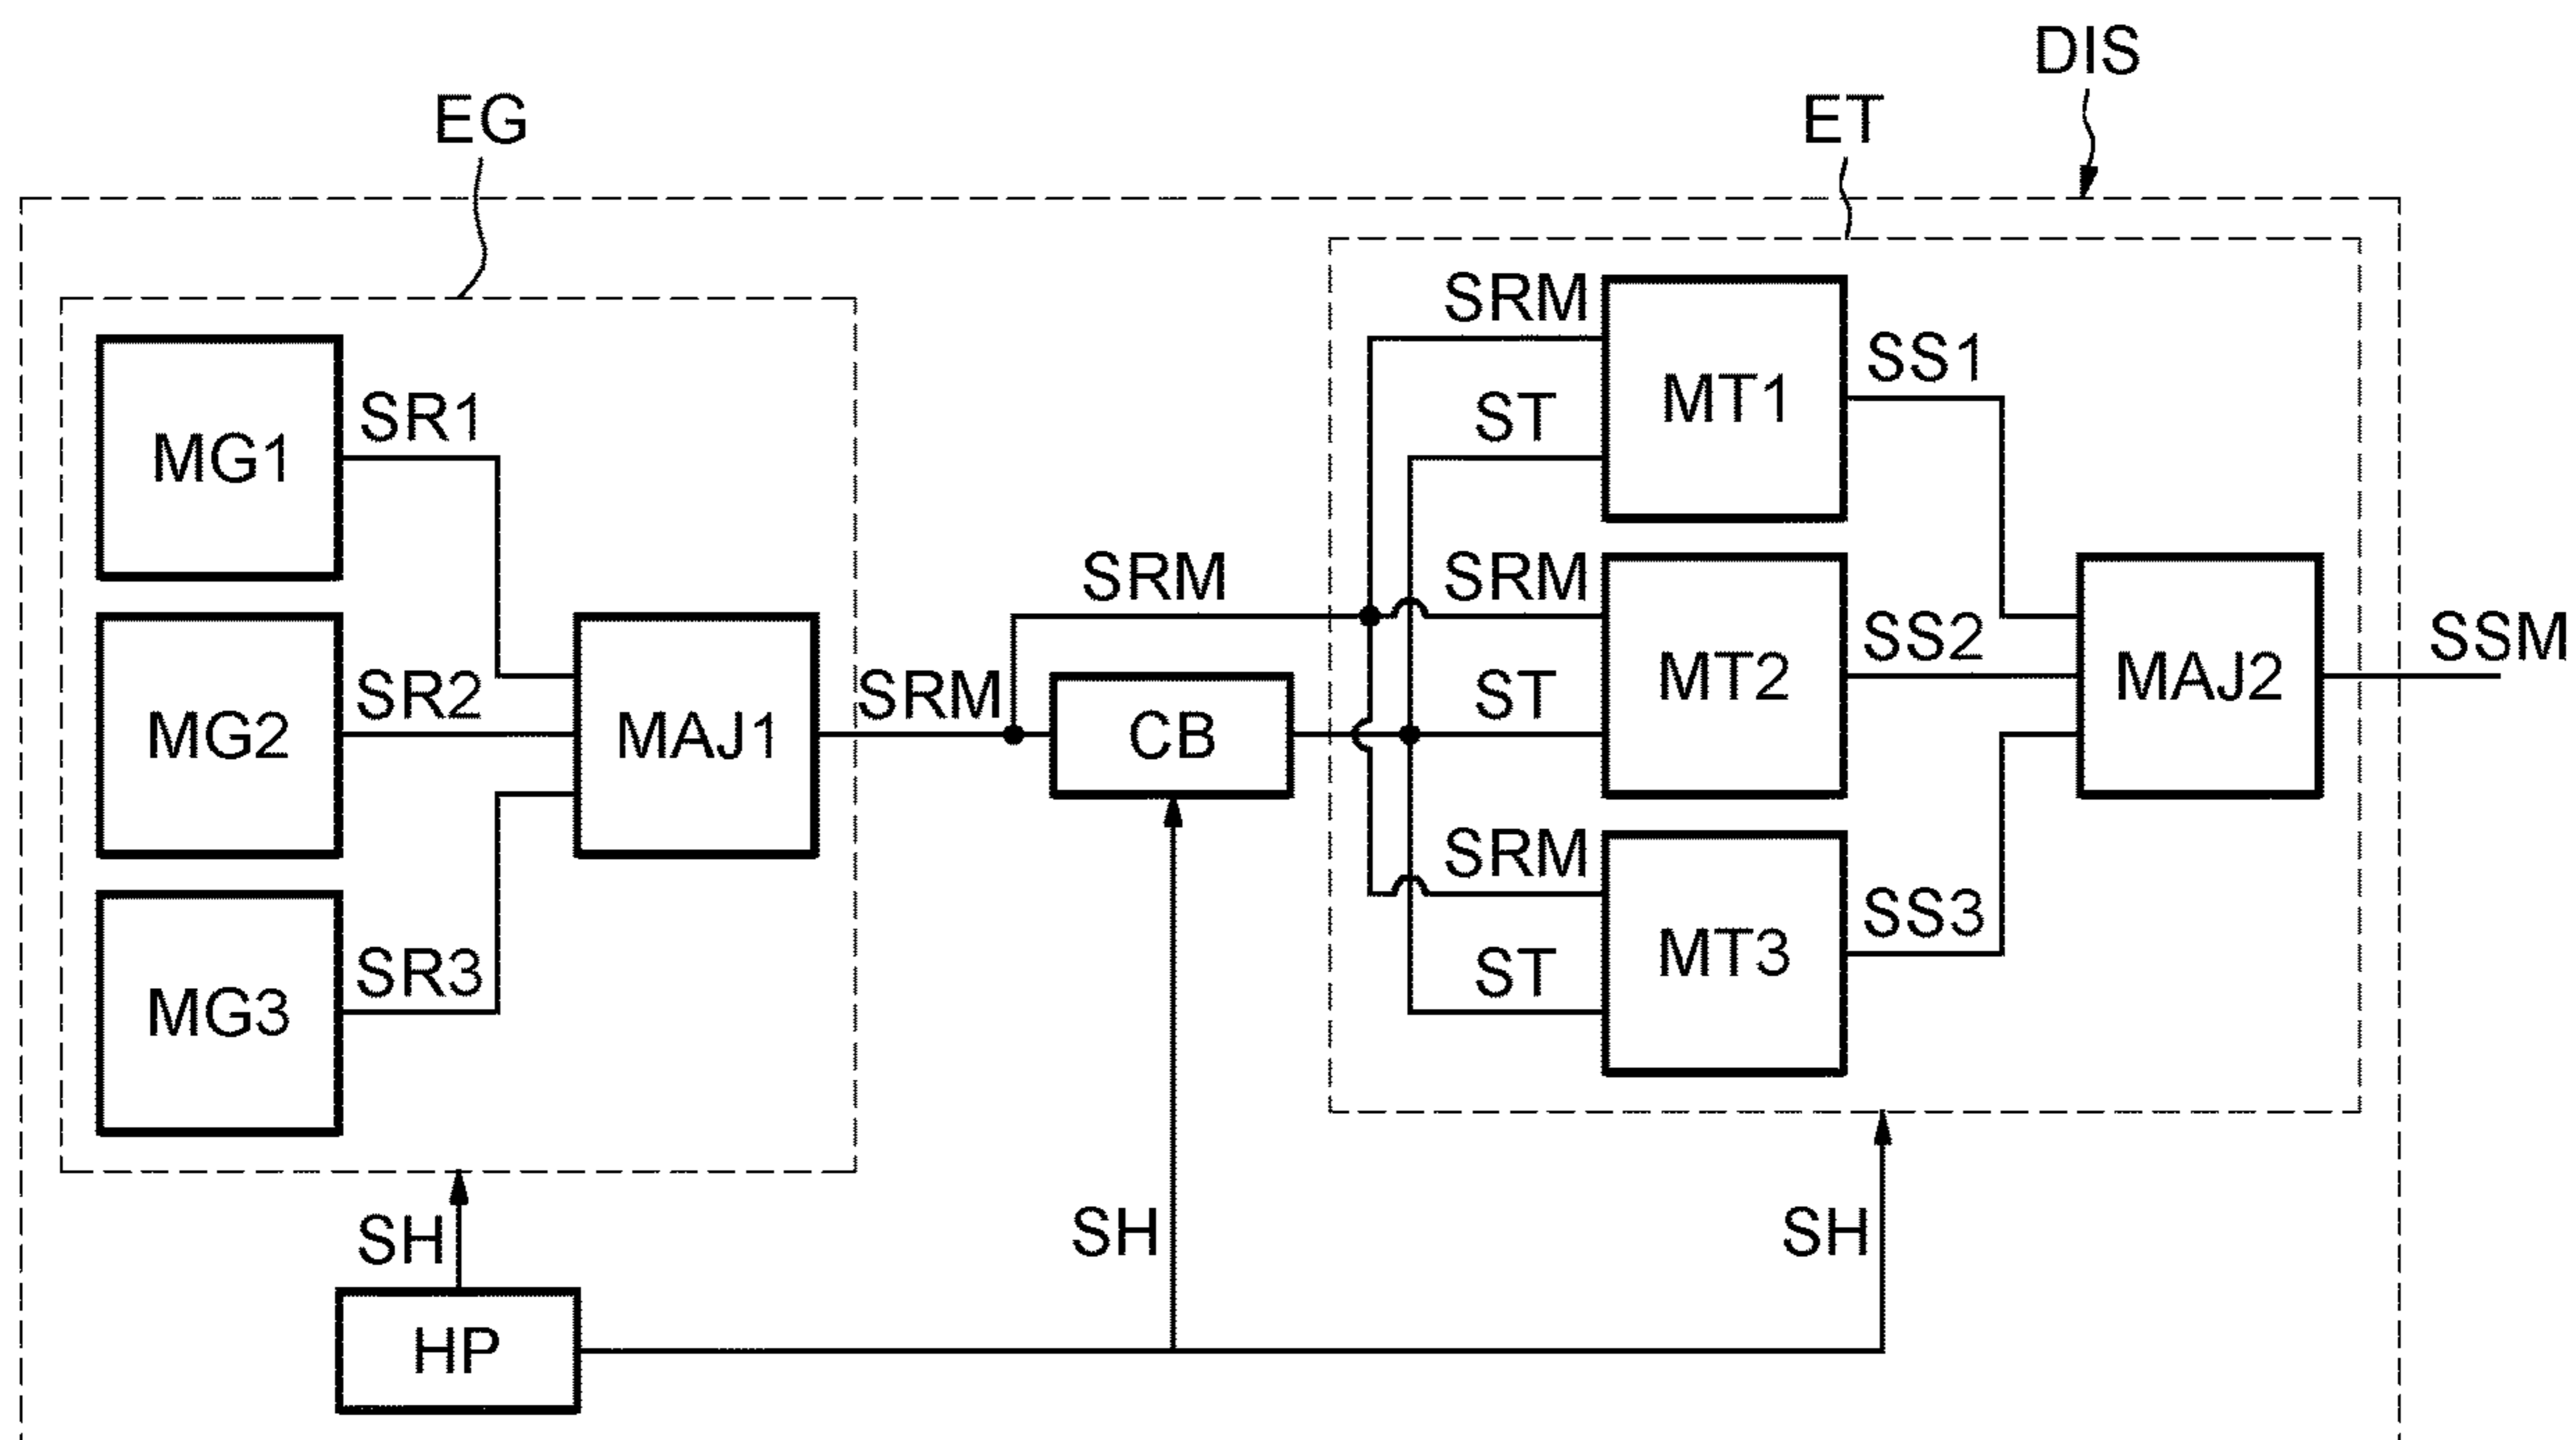 DIS
EG
ET
SRM
MT1
SS1
SR1
ST
MG1
SRM
SRM
MT2
SS2
MAJ2
SSM
SR2
SRM
ST
MG2
MAJ1
CB
SRM
MT3
SS3
SR3
ST
MG3
SH
SH
SH
HP